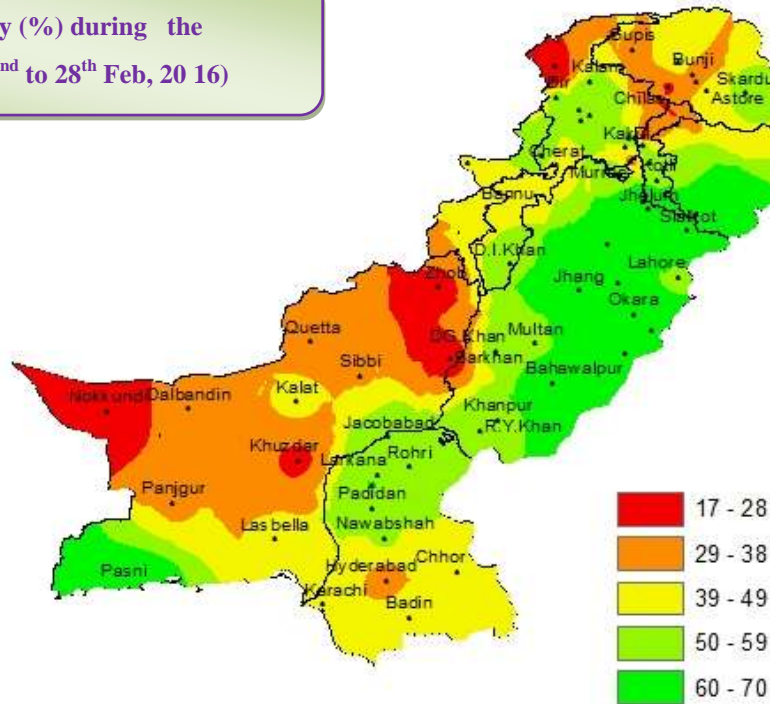 y (%) during the
nd to 28th Feb, 20 16)
Gupis
Bunji
Kalam
Skardu
Dir
Chilas
Astore
Cherat
Murree
Kotli
Bannu
Jhelum
Sialkot
D.I.Khan
Zhob
Lahore
Jhang
Okara
Quetta
DG.Khan
Multan
Barkhan
Sibbi
Bahawalpur
Nokkundi
Dalbandin
Kalat
Khanpur
Jacobabad
R.Y.Khan
Khuzdar
Larkana
Rohri
Panjgur
Padidan
Lasbella
Nawabshah
Pasni
Hyderabad
Chhor
Karachi
Badin
17 - 28
29 - 38
39 - 49
50 - 59
60 - 70